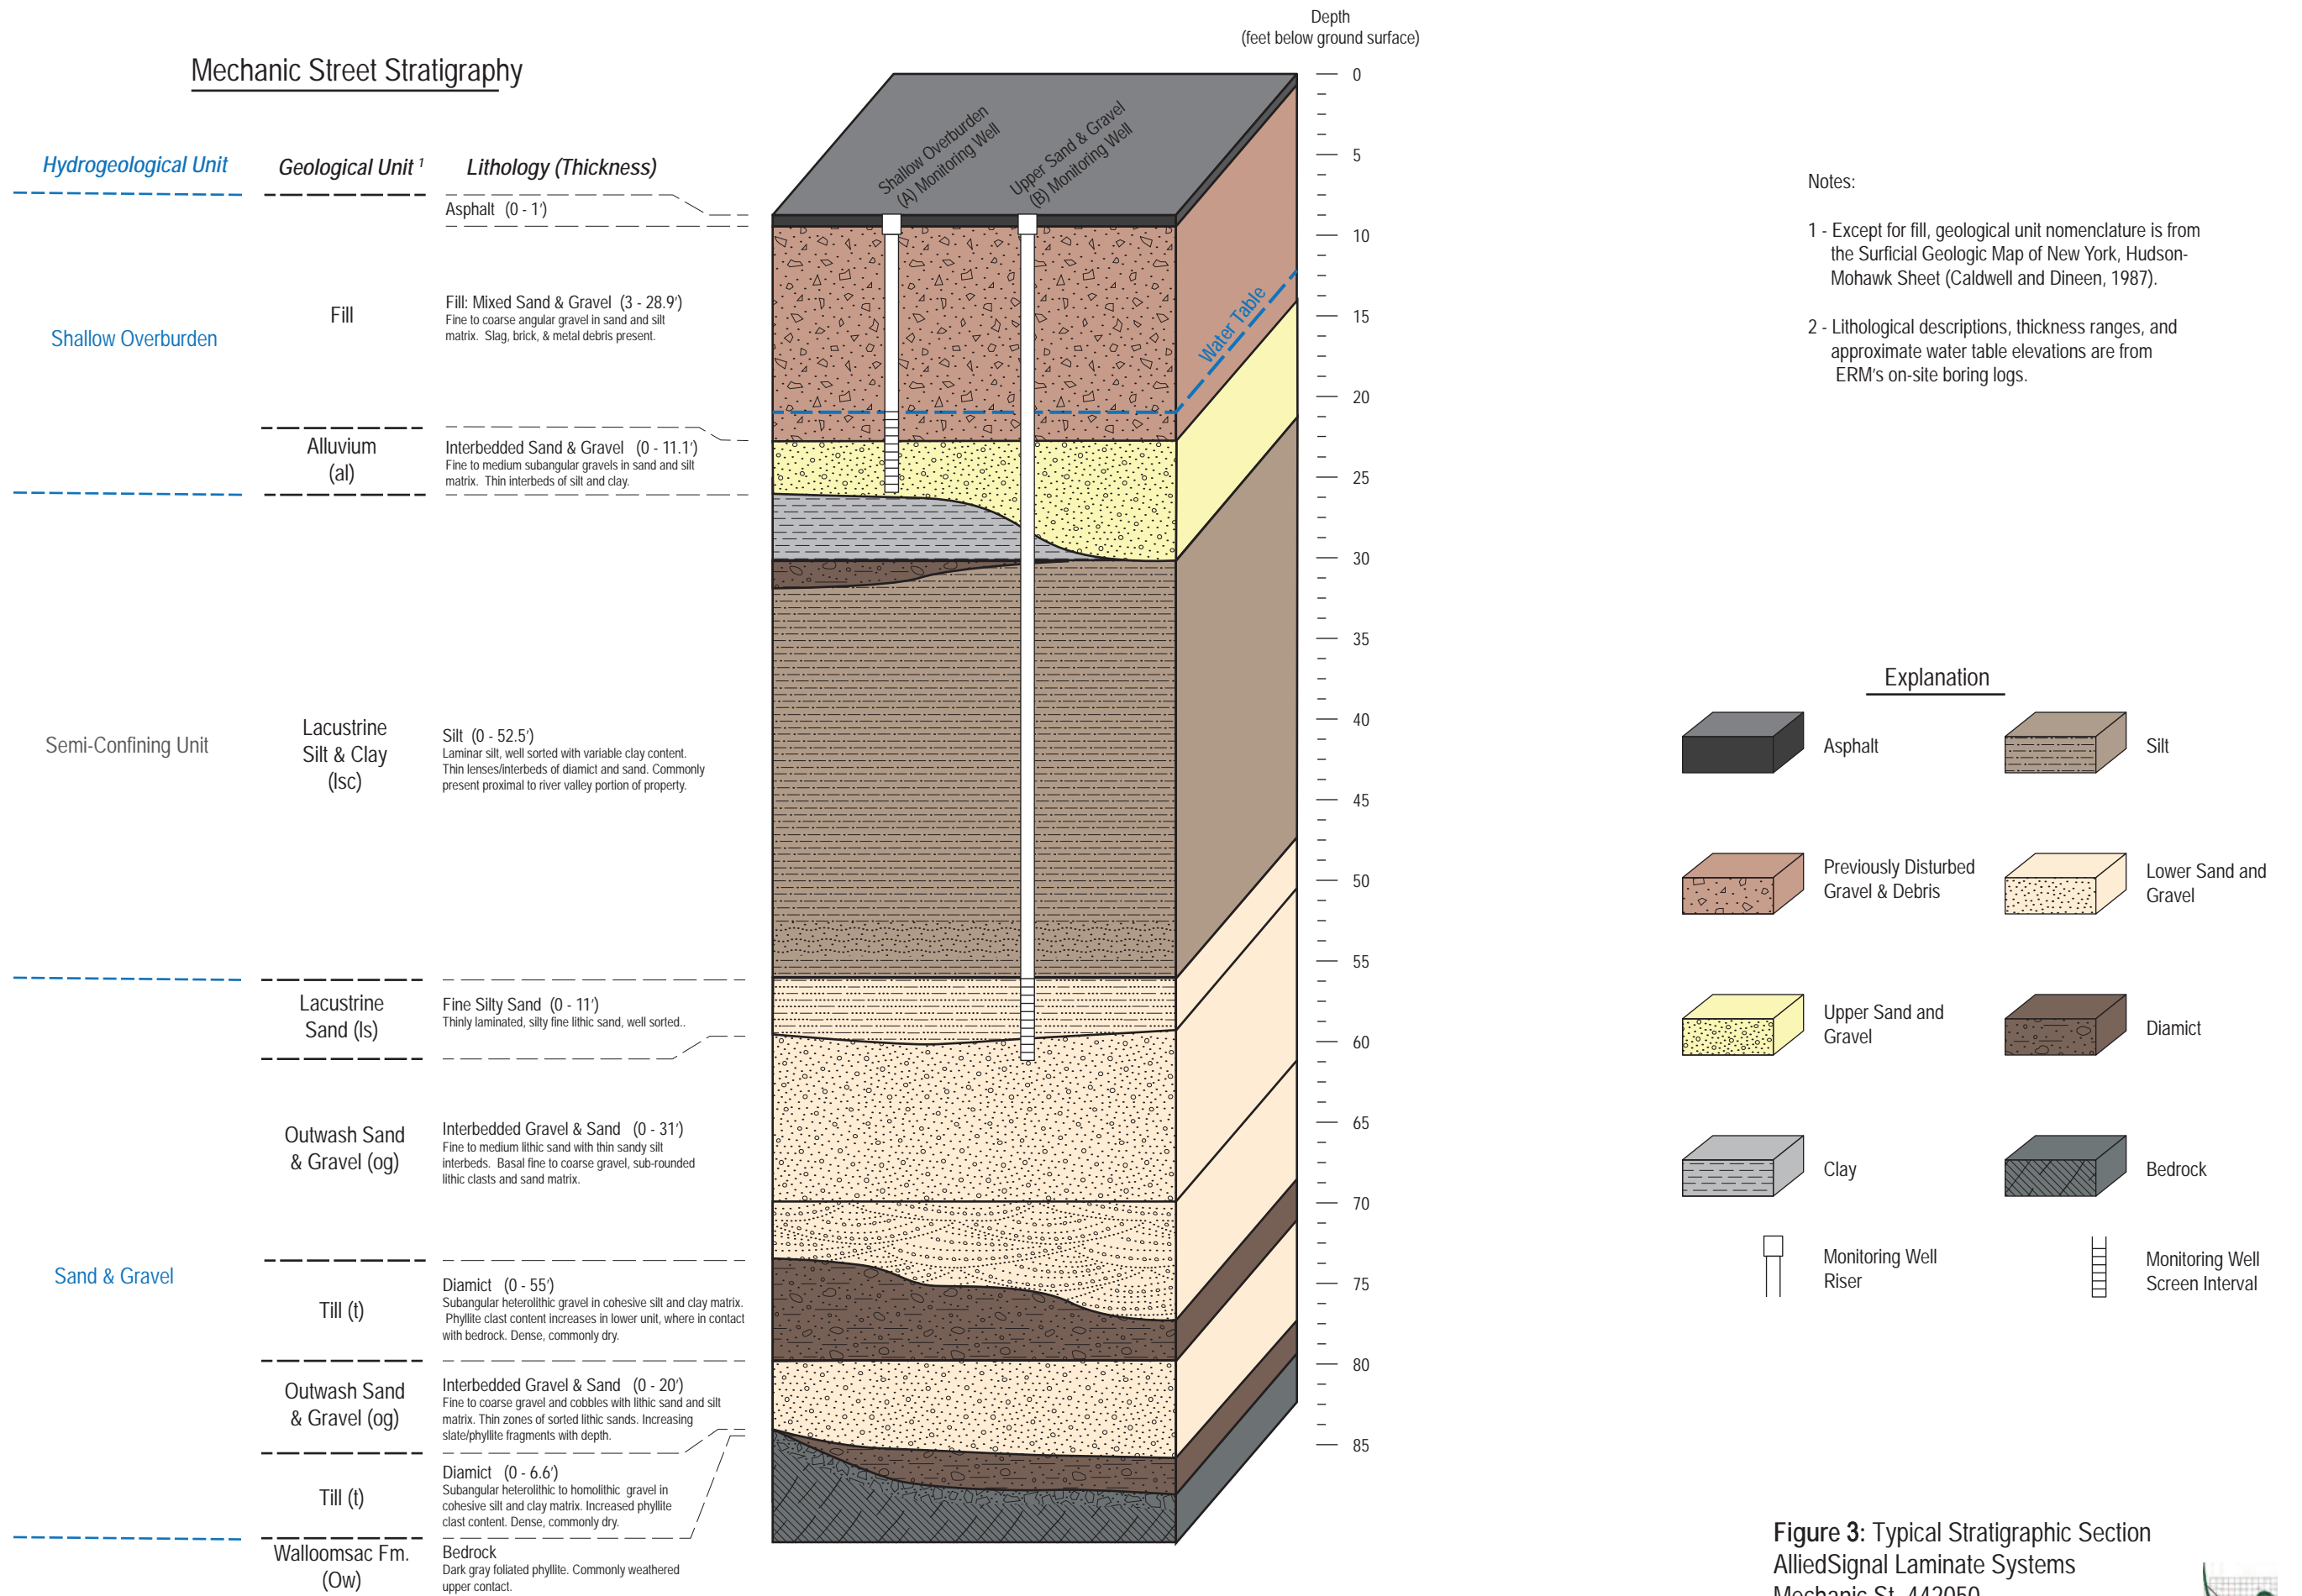 Mechanic Street Stratigraphy
Hydrogeological Unit
Geological Unit 1
Lithology (Thickness)
Asphalt (0 - 1')
Shallow Overburden
Fill
Fill: Mixed Sand & Gravel (3 - 28.9')
Fine to coarse angular gravel in sand and silt
matrix. Slag, brick, & metal debris present.
Alluvium
(al)
Interbedded Sand & Gravel (0 - 11.1')
Fine to medium subangular gravels in sand and silt
matrix. Thin interbeds of silt and clay.
Semi-Confining Unit
Lacustrine
Silt & Clay
(lsc)
Silt (0 - 52.5')
Laminar silt, well sorted with variable clay content.
Thin lenses/interbeds of diamict and sand. Commonly
present proximal to river valley portion of property.
Lacustrine
Sand (ls)
Fine Silty Sand (0 - 11')
Thinly laminated, silty fine lithic sand, well sorted..
Outwash Sand
& Gravel (og)
Interbedded Gravel & Sand (0 - 31')
Fine to medium lithic sand with thin sandy silt
interbeds. Basal fine to coarse gravel, sub-rounded
lithic clasts and sand matrix.
Sand & Gravel
Till (t)
Diamict (0 - 55')
Subangular heterolithic gravel in cohesive silt and clay matrix.
Phyllite clast content increases in lower unit, where in contact
with bedrock. Dense, commonly dry.
Outwash Sand
& Gravel (og)
Interbedded Gravel & Sand (0 - 20')
Fine to coarse gravel and cobbles with lithic sand and silt
matrix. Thin zones of sorted lithic sands. Increasing
slate/phyllite fragments with depth.
Till (t)
Diamict (0 - 6.6')
Subangular heterolithic to homolithic gravel in
cohesive silt and clay matrix. Increased phyllite
clast content. Dense, commonly dry.
Walloomsac Fm.
(Ow)
Bedrock
Dark gray foliated phyllite. Commonly weathered
upper contact.
Shallow Overburden
(A) Monitoring Well
Upper Sand & Gravel
(B) Monitoring Well
Water Table
Depth
(feet below ground surface)
0
5
10
15
20
25
30
35
40
45
50
55
60
65
70
75
80
85
Notes:
1 - Except for fill, geological unit nomenclature is from
the Surficial Geologic Map of New York, Hudson-
Mohawk Sheet (Caldwell and Dineen, 1987).
2 - Lithological descriptions, thickness ranges, and
approximate water table elevations are from
ERM's on-site boring logs.
Explanation
Asphalt
Silt
Previously Disturbed
Gravel & Debris
Lower Sand and
Gravel
Upper Sand and
Gravel
Diamict
Clay
Bedrock
Monitoring Well
Riser
Monitoring Well
Screen Interval
Figure 3: Typical Stratigraphic Section
AlliedSignal Laminate Systems
Mechanic St. 442050